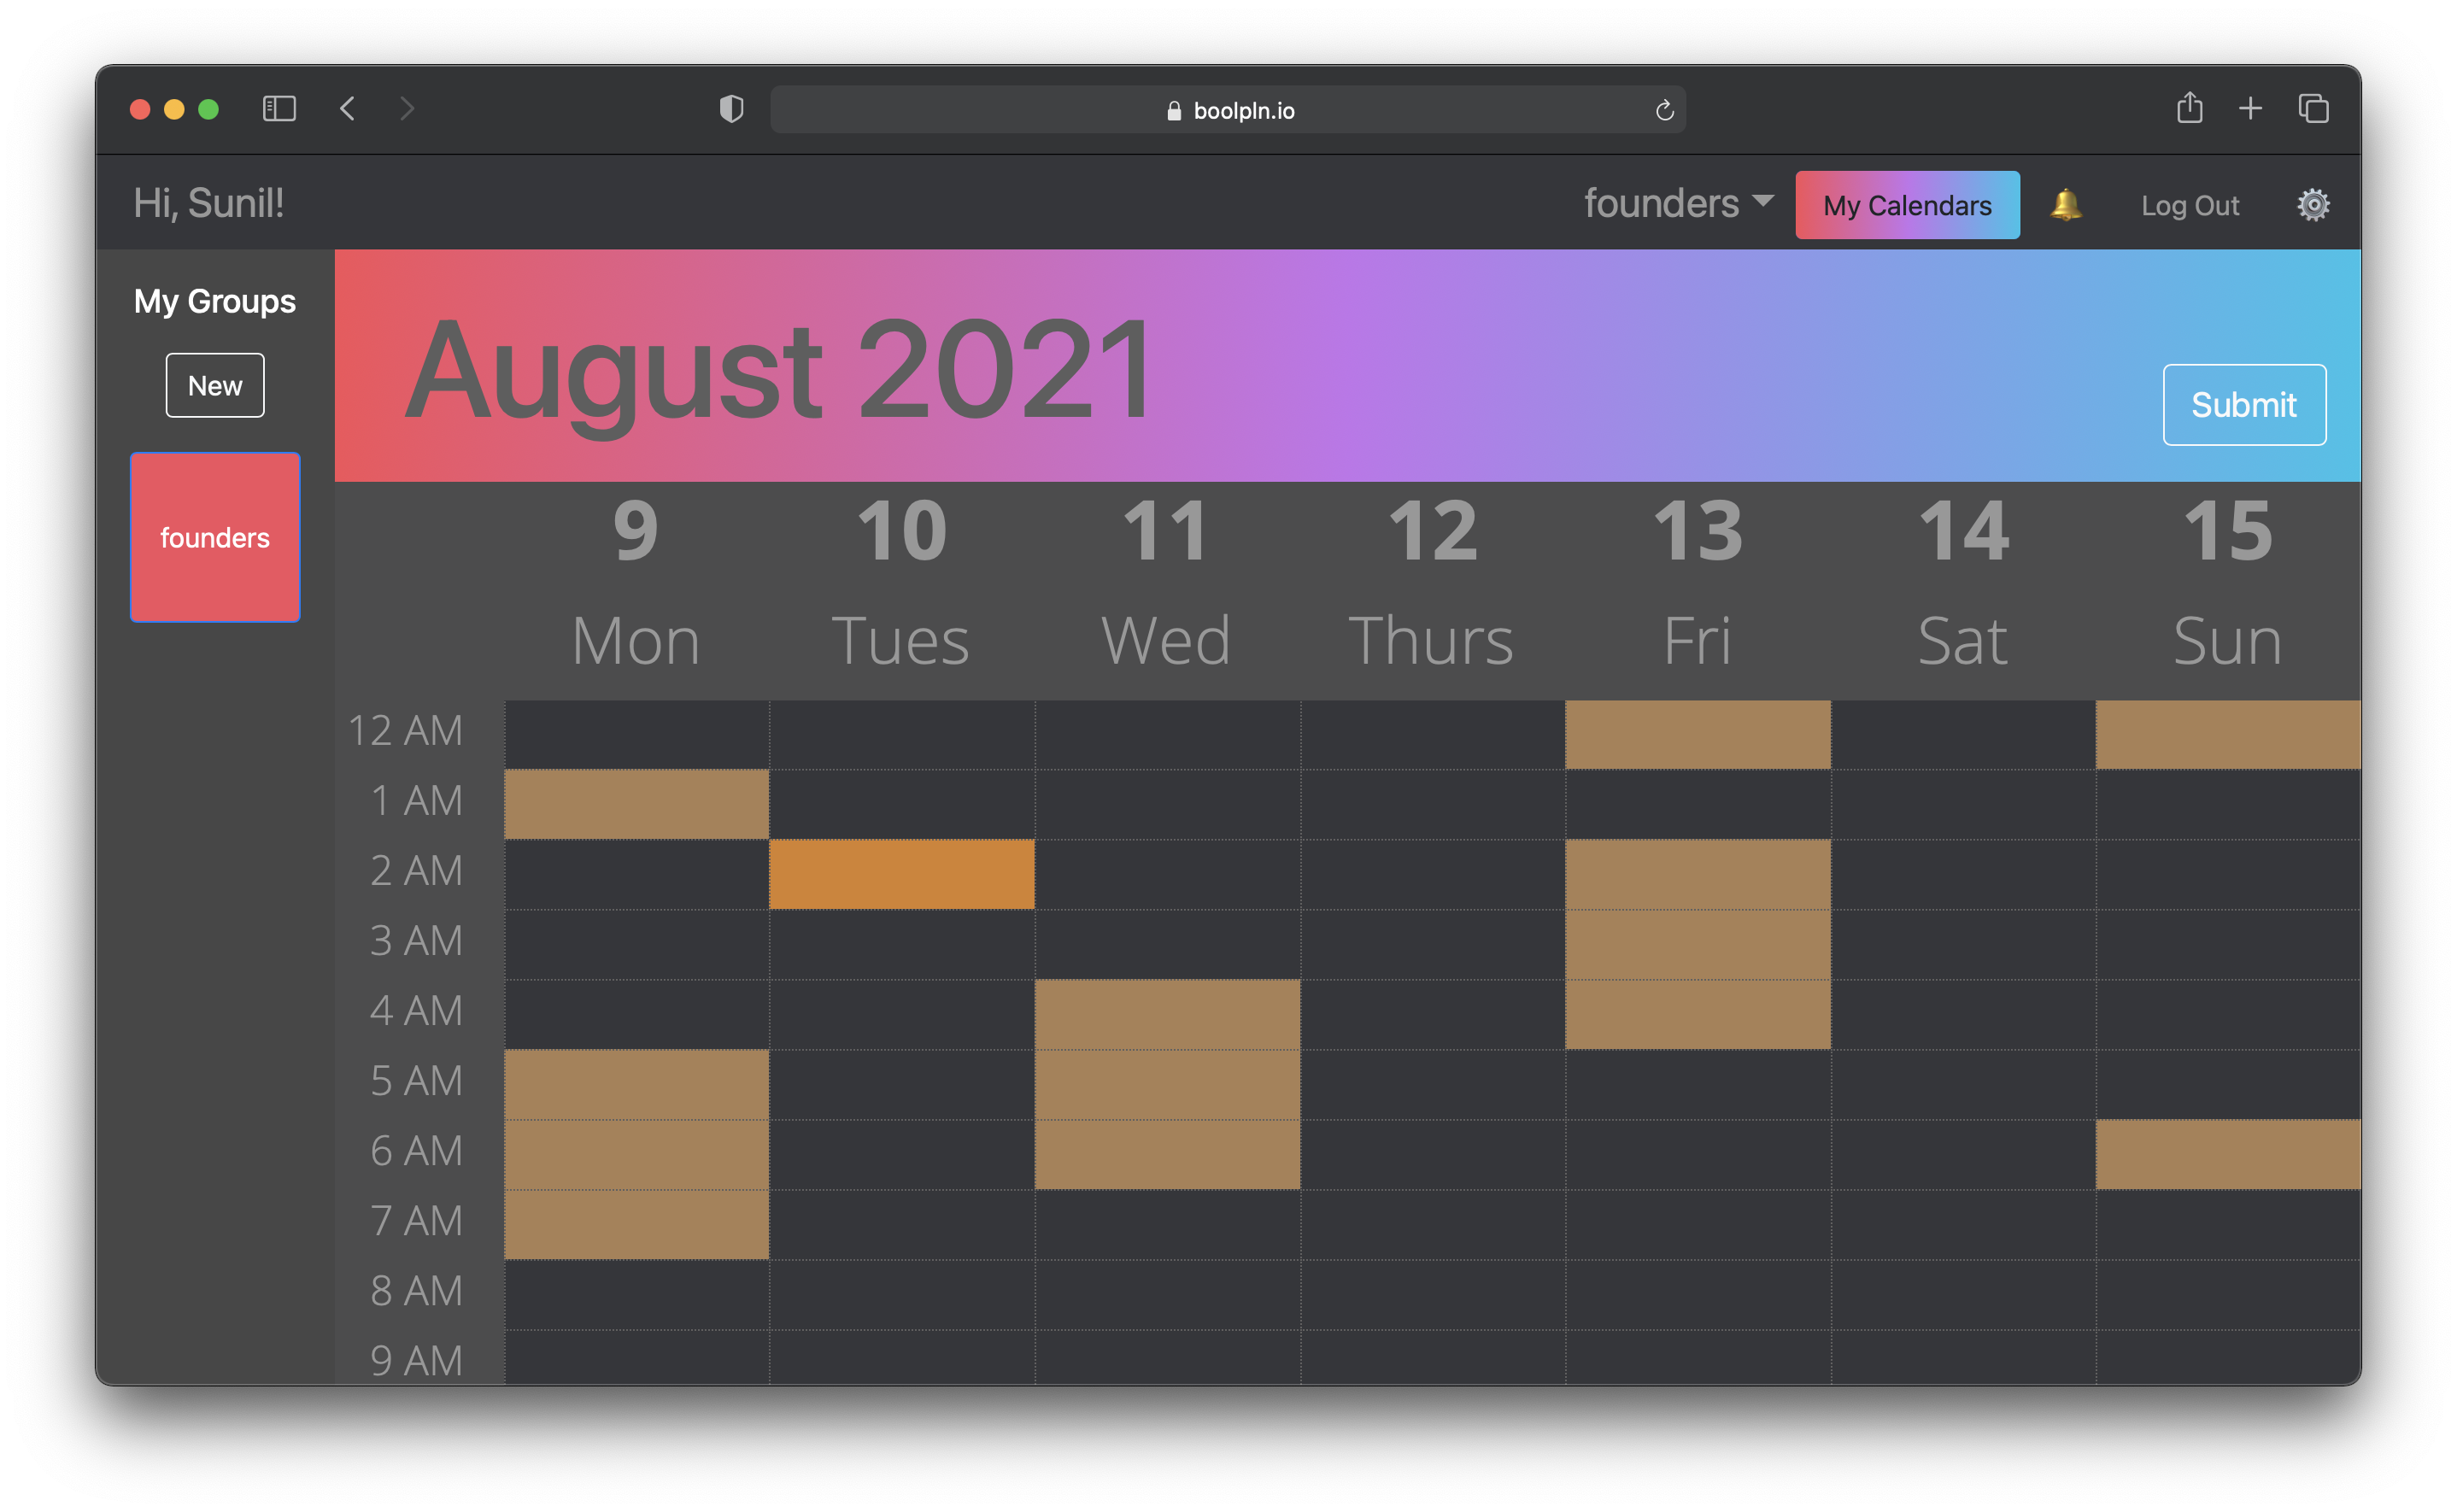 boolpln.io
Hi, Sunil!
founders
My Calendars
Log Out
My Groups
New
founders
August 2021
Submit
9 10 11 12 13 14 15
Mon Tues Wed Thurs Fri Sat Sun
12 AM
1 AM
2 AM
3 AM
4 AM
5 AM
6 AM
7 AM
8 AM
9 AM